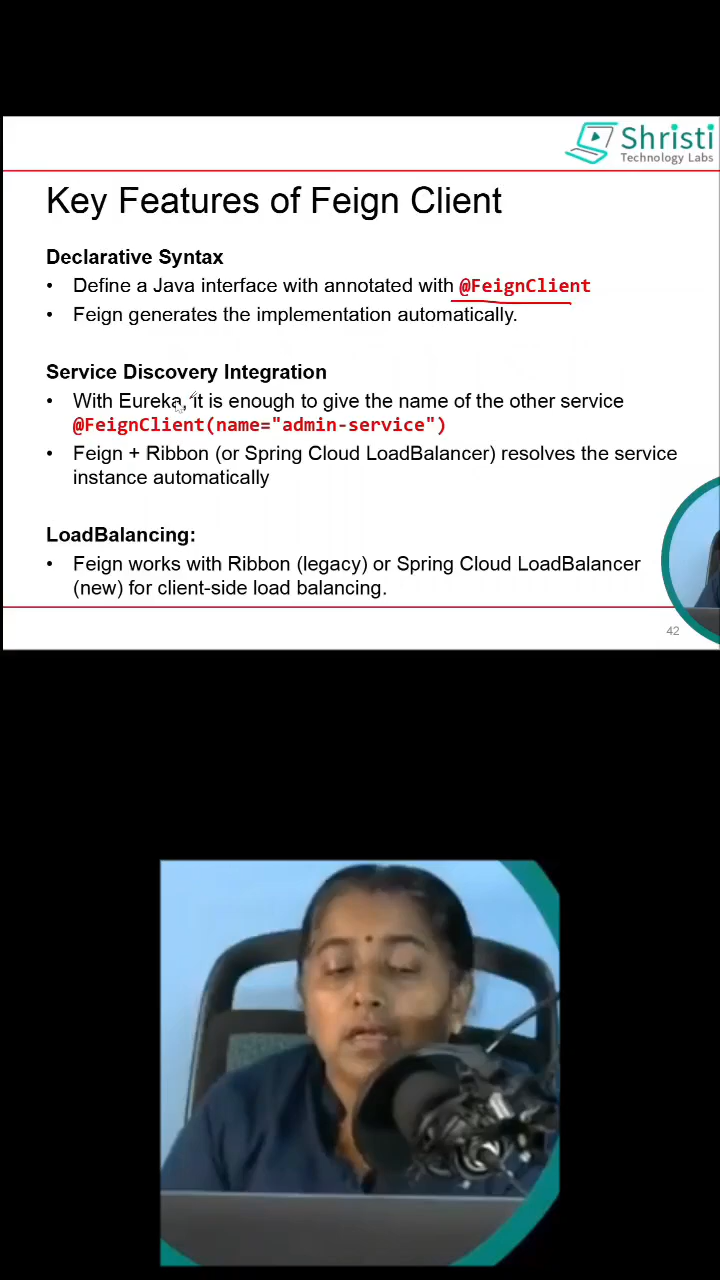 Shristi
Technology Labs
Key Features of Feign Client
Declarative Syntax
• Define a Java interface with annotated with @FeignClient
• Feign generates the implementation automatically.
Service Discovery Integration
• With Eureka, it is enough to give the name of the other service
@FeignClient(name="admin-service")
• Feign + Ribbon (or Spring Cloud LoadBalancer) resolves the service
instance automatically
LoadBalancing:
• Feign works with Ribbon (legacy) or Spring Cloud LoadBalancer
(new) for client-side load balancing.
42